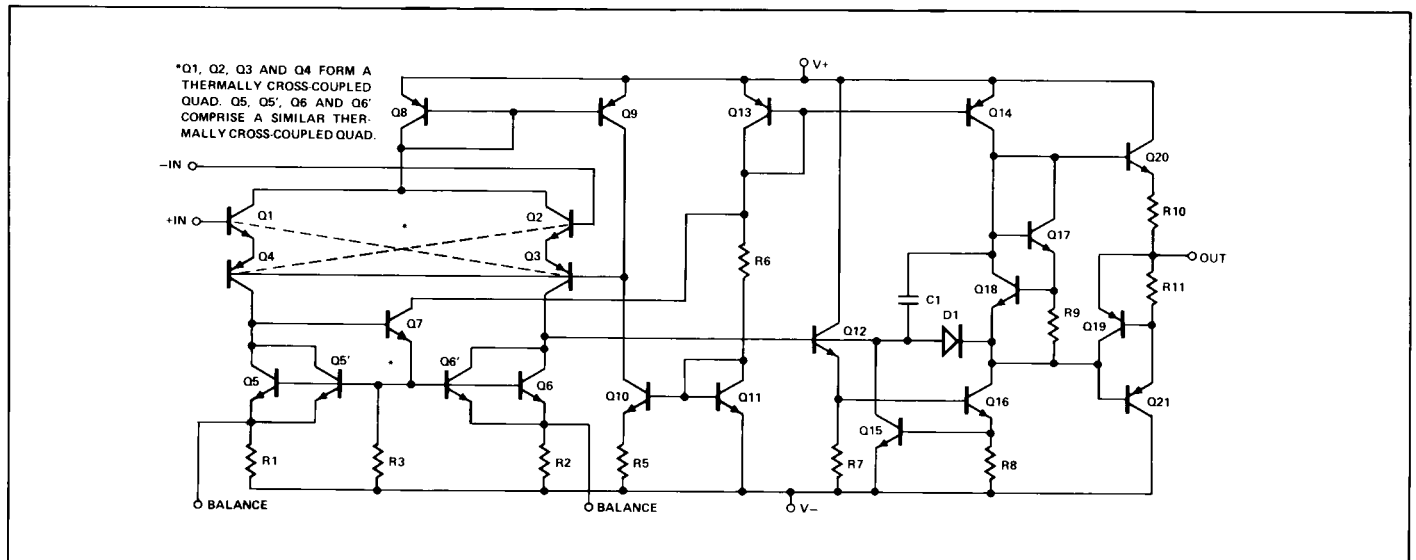 *Q1, Q2, Q3 AND Q4 FORM A
THERMALLY CROSS-COUPLED
QUAD. Q5, Q5', Q6 AND Q6'
COMPRISE A SIMILAR THER-
MALLY CROSS-COUPLED QUAD.
V+
Q8
Q9
Q13
Q14
Q20
−IN
+IN
Q1
*
Q2
R10
Q17
Q4
Q3
OUT
R6
Q18
R11
C1
D1
R9
Q19
Q7
Q12
*
Q5
Q5'
Q6'
Q6
Q10
Q11
Q16
Q21
Q15
R1
R3
R2
R5
R7
R8
BALANCE
BALANCE
V−